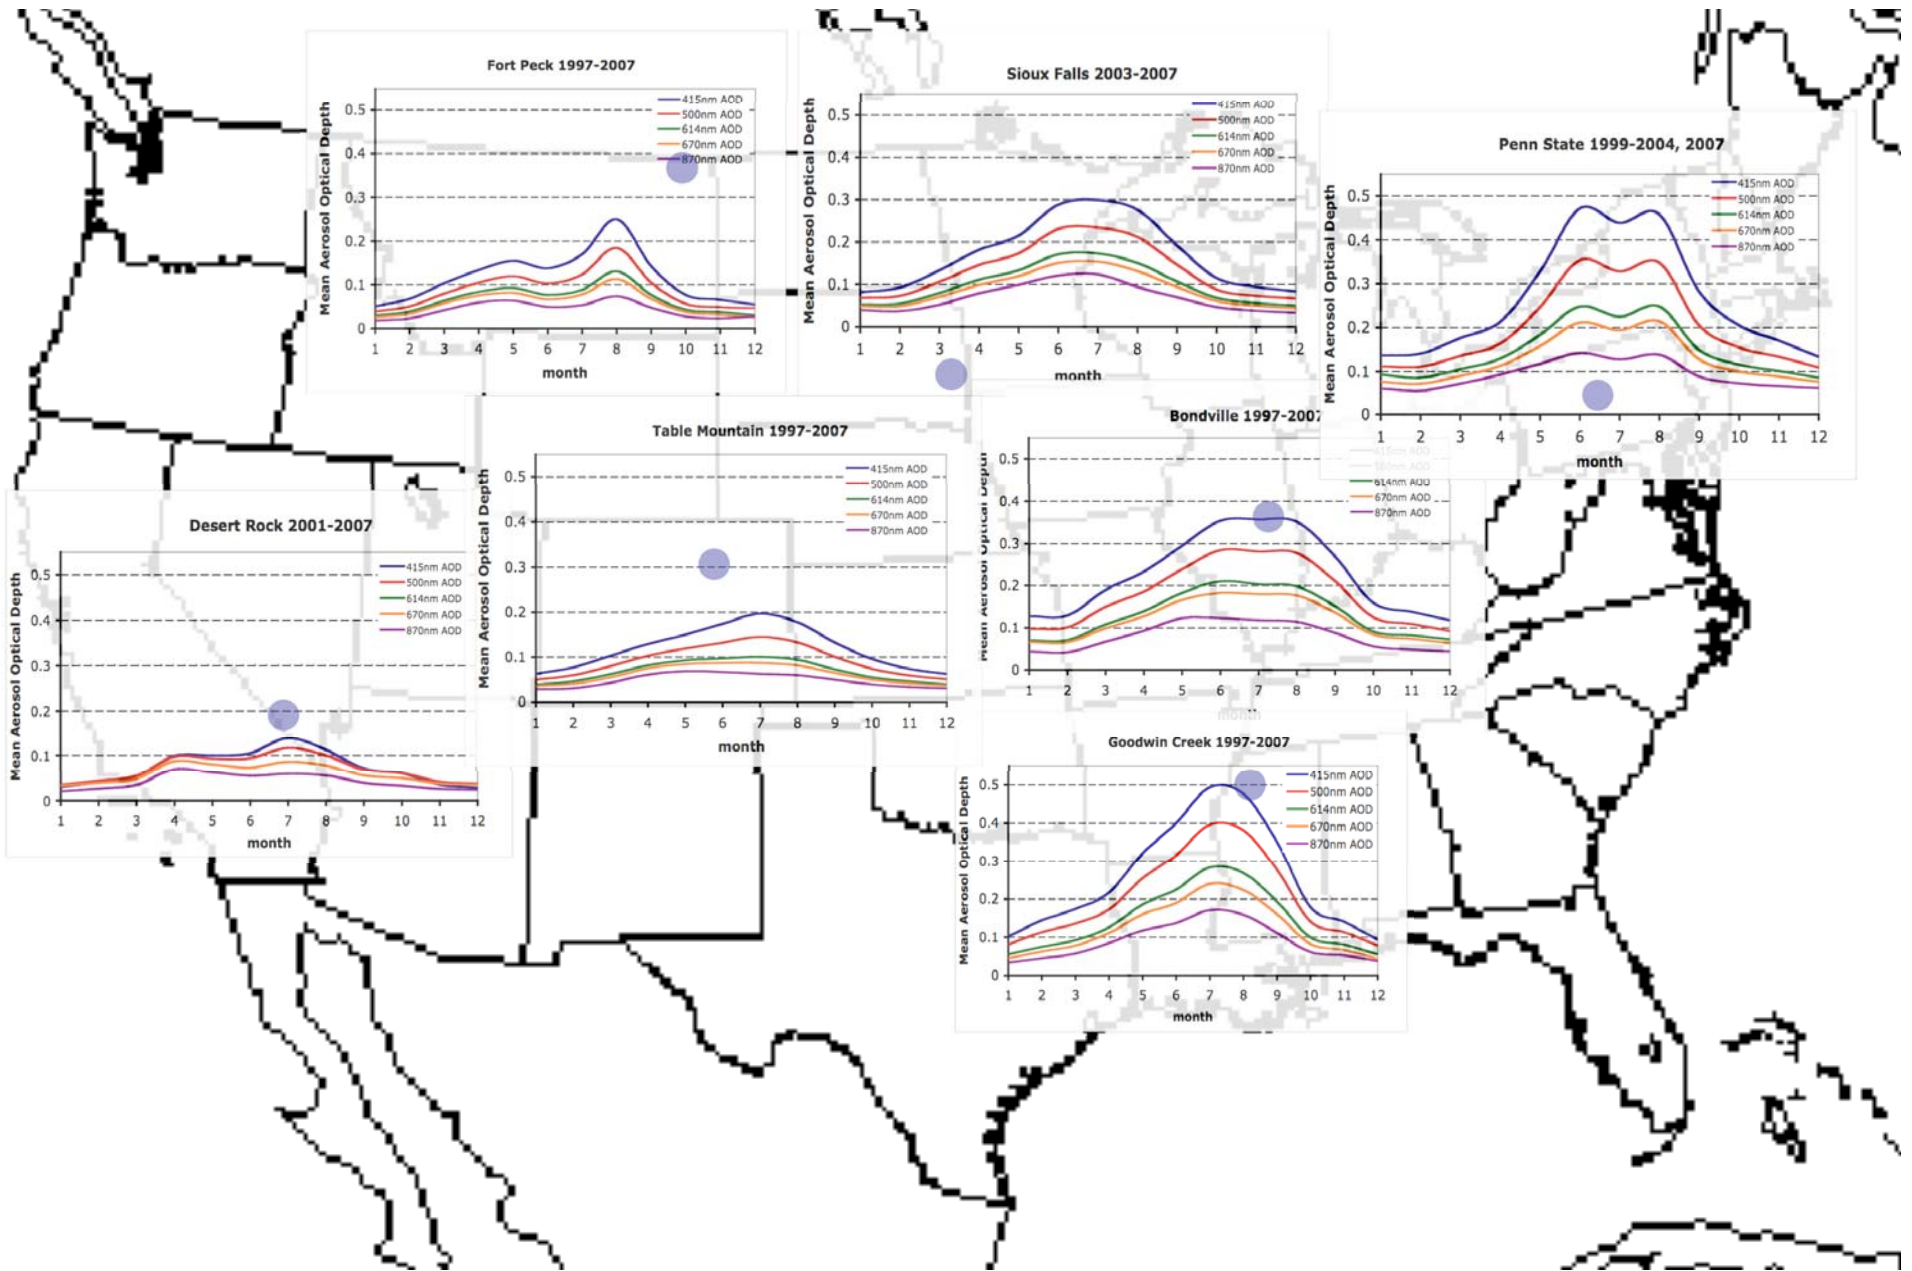 Fort Peck 1997-2007
Mean Aerosol Optical Depth
0.5
0.4
0.3
0.2
0.1
0
415nm AOD
500nm AOD
614nm AOD
670nm AOD
870nm AOD
1 2 3 4 5 6 7 8 9 10 11 12
month
Sioux Falls 2003-2007
Mean Aerosol Optical Depth
0.5
0.4
0.3
0.2
0.1
0
415nm AOD
500nm AOD
614nm AOD
670nm AOD
870nm AOD
1 2 3 4 5 6 7 8 9 10 11 12
month
Penn State 1999-2004, 2007
Mean Aerosol Optical Depth
0.5
0.4
0.3
0.2
0.1
0
415nm AOD
500nm AOD
614nm AOD
670nm AOD
870nm AOD
1 2 3 4 5 6 7 8 9 10 11 12
month
Table Mountain 1997-2007
Mean Aerosol Optical Depth
0.5
0.4
0.3
0.2
0.1
0
415nm AOD
500nm AOD
614nm AOD
670nm AOD
870nm AOD
1 2 3 4 5 6 7 8 9 10 11 12
month
Bondville 1997-2007
Mean Aerosol Optical Depth
0.5
0.4
0.3
0.2
0.1
0
415nm AOD
500nm AOD
614nm AOD
670nm AOD
870nm AOD
1 2 3 4 5 6 7 8 9 10 11 12
month
Desert Rock 2001-2007
Mean Aerosol Optical Depth
0.5
0.4
0.3
0.2
0.1
0
415nm AOD
500nm AOD
614nm AOD
670nm AOD
870nm AOD
1 2 3 4 5 6 7 8 9 10 11 12
month
Goodwin Creek 1997-2007
Mean Aerosol Optical Depth
0.5
0.4
0.3
0.2
0.1
0
415nm AOD
500nm AOD
614nm AOD
670nm AOD
870nm AOD
1 2 3 4 5 6 7 8 9 10 11 12
month